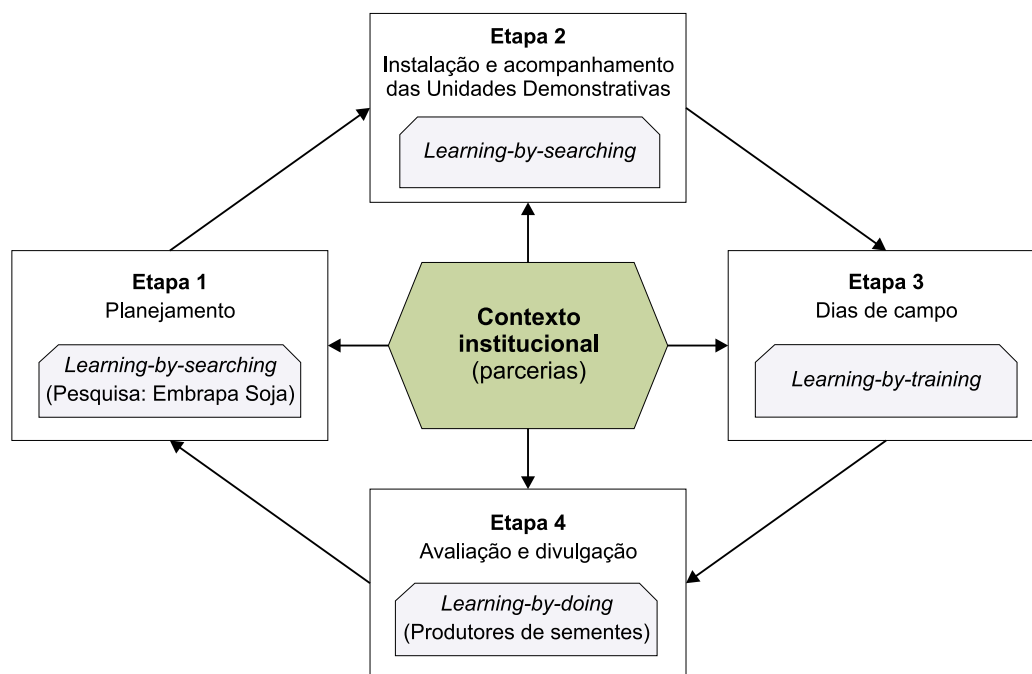 Etapa 2
Instalação e acompanhamento
das Unidades Demonstrativas
Learning-by-searching
Etapa 1
Planejamento
Learning-by-searching
(Pesquisa: Embrapa Soja)
Contexto
institucional
(parcerias)
Etapa 3
Dias de campo
Learning-by-training
Etapa 4
Avaliação e divulgação
Learning-by-doing
(Produtores de sementes)